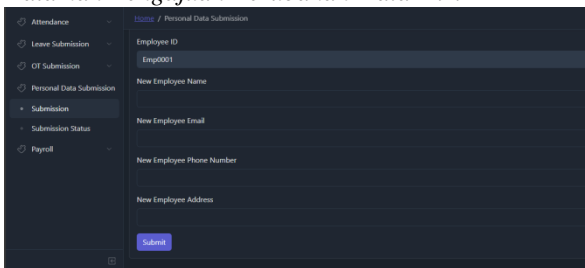 Attendance
Leave Submission
OT Submission
Personal Data Submission
Submission
Submission Status
Payroll
Home / Personal Data Submission
Employee ID
Emp0001
New Employee Name
New Employee Email
New Employee Phone Number
New Employee Address
Submit